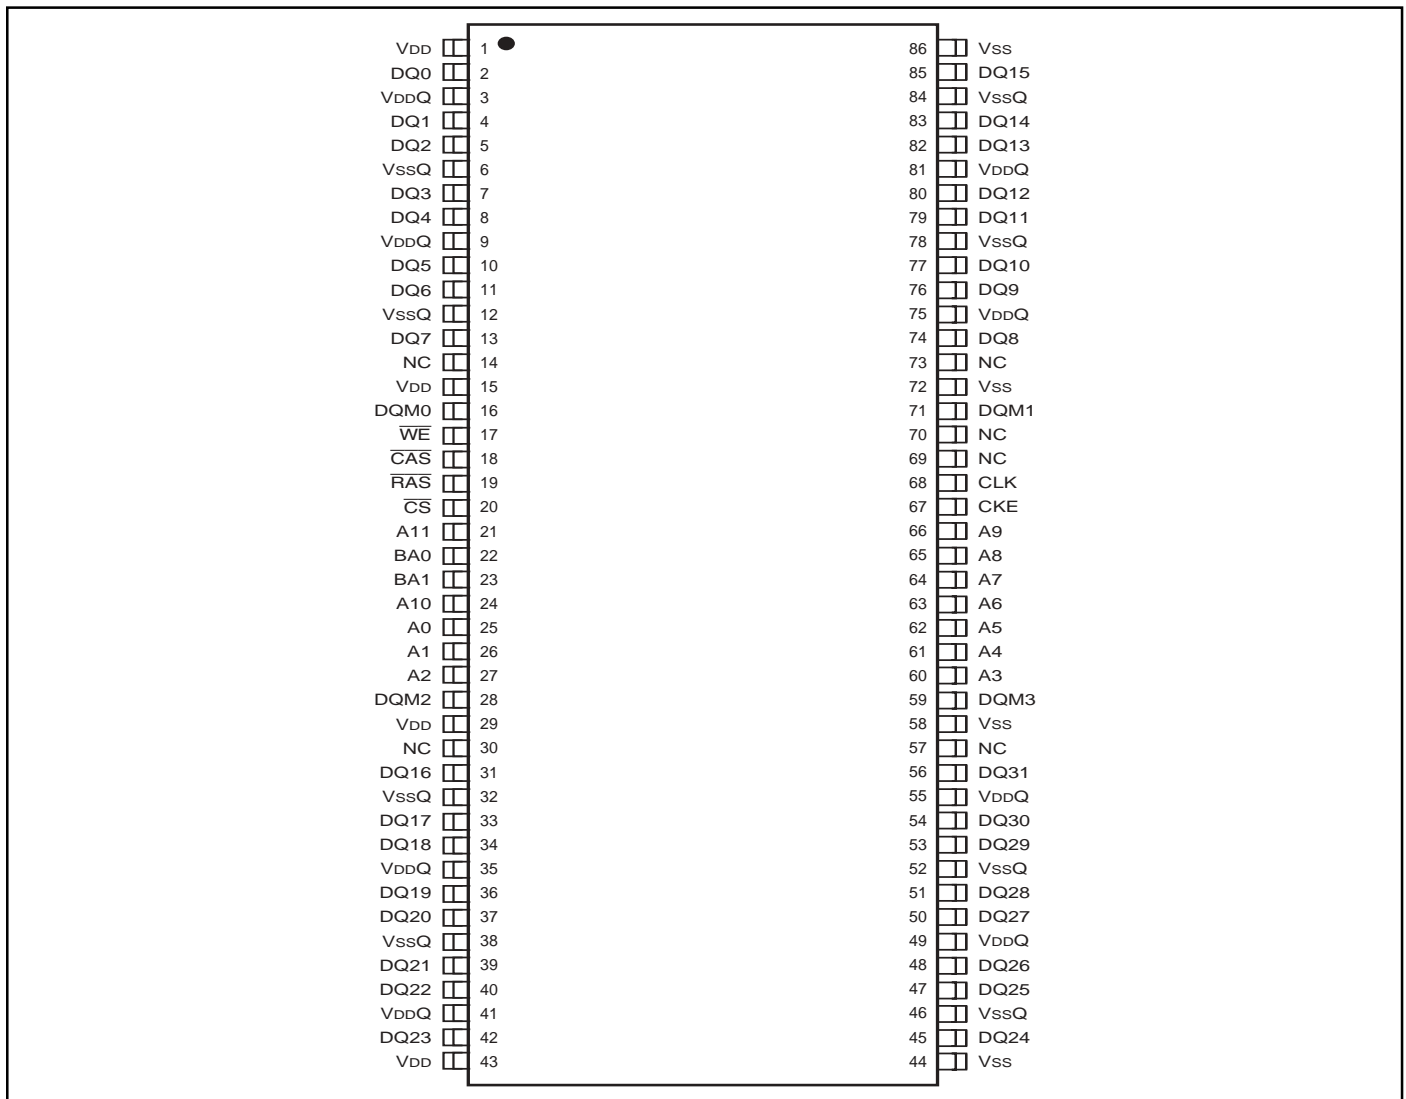 VDD 1 86 VSS
DQ0 2 85 DQ15
VDDQ 3 84 VSSQ
DQ1 4 83 DQ14
DQ2 5 82 DQ13
VSSQ 6 81 VDDQ
DQ3 7 80 DQ12
DQ4 8 79 DQ11
VDDQ 9 78 VSSQ
DQ5 10 77 DQ10
DQ6 11 76 DQ9
VSSQ 12 75 VDDQ
DQ7 13 74 DQ8
NC 14 73 NC
VDD 15 72 VSS
DQM0 16 71 DQM1
W̅E̅ 17 70 NC
C̅A̅S̅ 18 69 NC
R̅A̅S̅ 19 68 CLK
C̅S̅ 20 67 CKE
A11 21 66 A9
BA0 22 65 A8
BA1 23 64 A7
A10 24 63 A6
A0 25 62 A5
A1 26 61 A4
A2 27 60 A3
DQM2 28 59 DQM3
VDD 29 58 VSS
NC 30 57 NC
DQ16 31 56 DQ31
VSSQ 32 55 VDDQ
DQ17 33 54 DQ30
DQ18 34 53 DQ29
VDDQ 35 52 VSSQ
DQ19 36 51 DQ28
DQ20 37 50 DQ27
VSSQ 38 49 VDDQ
DQ21 39 48 DQ26
DQ22 40 47 DQ25
VDDQ 41 46 VSSQ
DQ23 42 45 DQ24
VDD 43 44 VSS